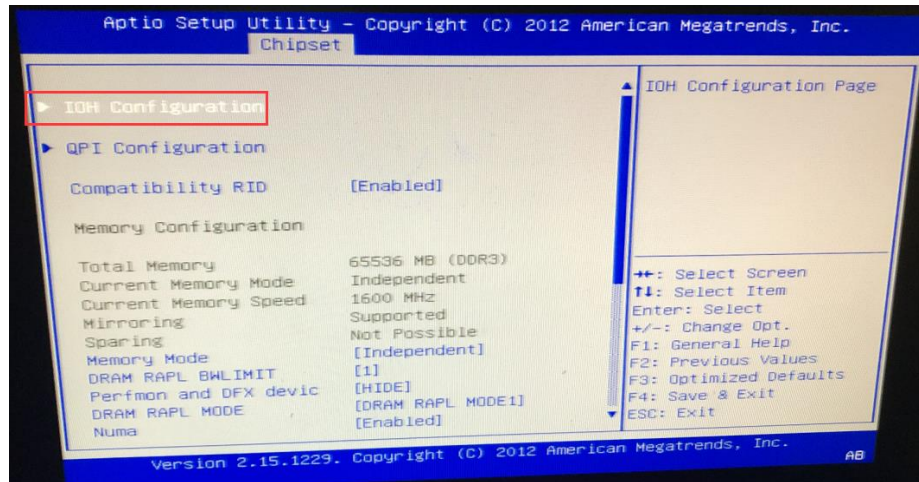 Aptio Setup Utility – Copyright (C) 2012 American Megatrends, Inc.
Chipset
► IOH Configuration
► QPI Configuration
Compatibility RID [Enabled]
Memory Configuration
Total Memory 65536 MB (DDR3)
Current Memory Mode Independent
Current Memory Speed 1600 MHz
Mirroring Supported
Sparing Not Possible
Memory Mode [Independent]
DRAM RAPL BWLIMIT [1]
Perfmon and DFX devic [HIDE]
DRAM RAPL MODE [DRAM RAPL MODE1]
Numa [Enabled]
IOH Configuration Page
→←: Select Screen
↑↓: Select Item
Enter: Select
+/-: Change Opt.
F1: General Help
F2: Previous Values
F3: Optimized Defaults
F4: Save & Exit
ESC: Exit
Version 2.15.1229. Copyright (C) 2012 American Megatrends, Inc.
AB